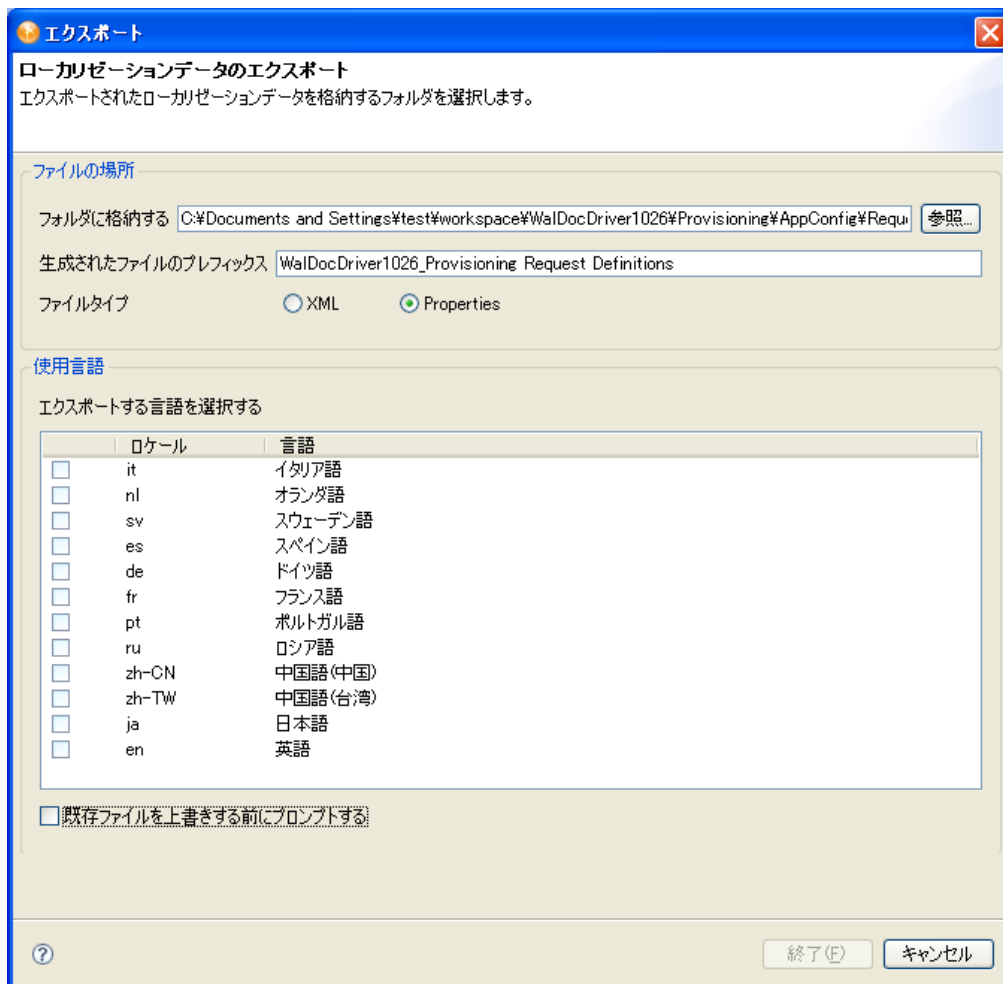 エクスポート
ローカリゼーションデータのエクスポート
エクスポートされたローカリゼーションデータを格納するフォルダを選択します。
ファイルの場所
フォルダに格納する C:¥Documents and Settings¥test¥workspace¥WalDocDriver1026¥Provisioning¥AppConfig¥Requ 参照...
生成されたファイルのプレフィックス WalDocDriver1026_Provisioning Request Definitions
ファイルタイプ XML Properties
使用言語
エクスポートする言語を選択する
ロケール 言語
it イタリア語
nl オランダ語
sv スウェーデン語
es スペイン語
de ドイツ語
fr フランス語
pt ポルトガル語
ru ロシア語
zh-CN 中国語(中国)
zh-TW 中国語(台湾)
ja 日本語
en 英語
既存ファイルを上書きする前にプロンプトする
? 終了(F) キャンセル